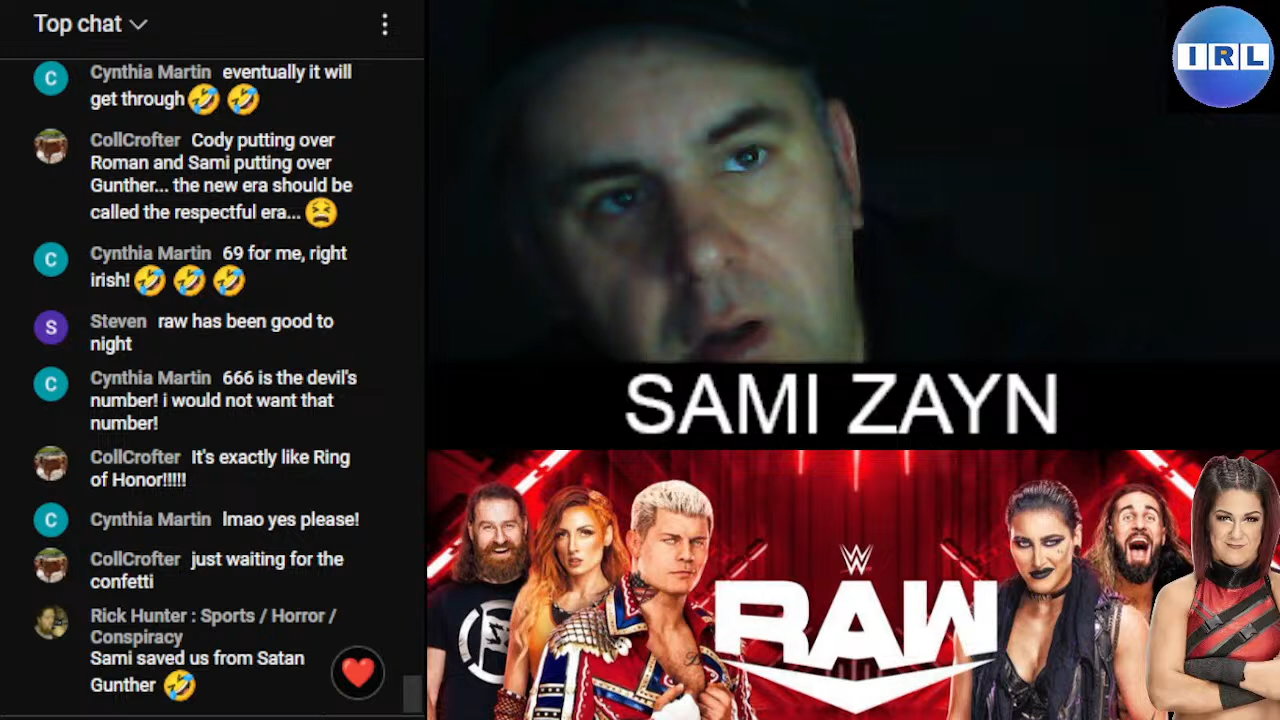 Top chat
Cynthia Martin eventually it will
get through🤣 🤣
CollCrofter Cody putting over
Roman and Sami putting over
Gunther... the new era should be
called the respectful era...😫
Cynthia Martin 69 for me, right
irish!🤣 🤣 🤣
S
Steven raw has been good to
night
C
Cynthia Martin 666 is the devil's
number! i would not want that
number!
CollCrofter It's exactly like Ring
of Honor!!!!!
C
Cynthia Martin lmao yes please!
CollCrofter just waiting for the
confetti
Rick Hunter : Sports / Horror /
Conspiracy
Sami saved us from Satan
Gunther 🤣
C
C
IRL
SAMI ZAYN
W
RAW